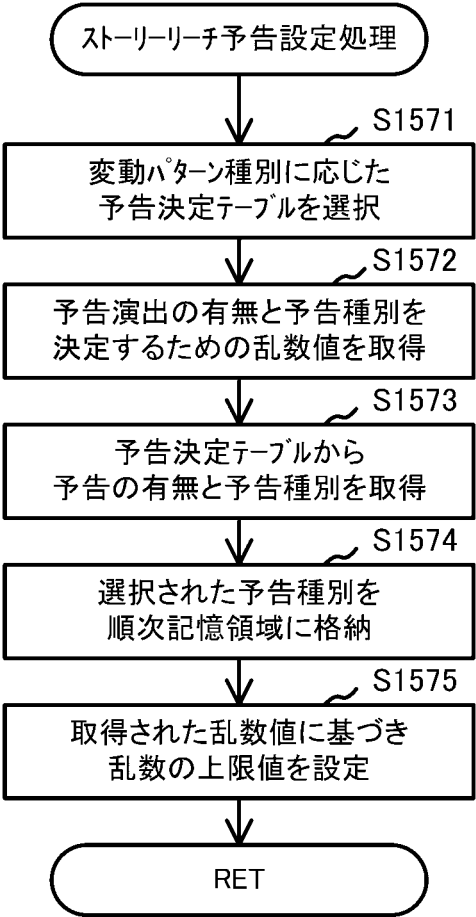 ストーリーリーチ予告設定処理
S1571
変動パターン種別に応じた
予告決定テーブルを選択
S1572
予告演出の有無と予告種別を
決定するための乱数値を取得
S1573
予告決定テーブルから
予告の有無と予告種別を取得
S1574
選択された予告種別を
順次記憶領域に格納
S1575
取得された乱数値に基づき
乱数の上限値を設定
RET